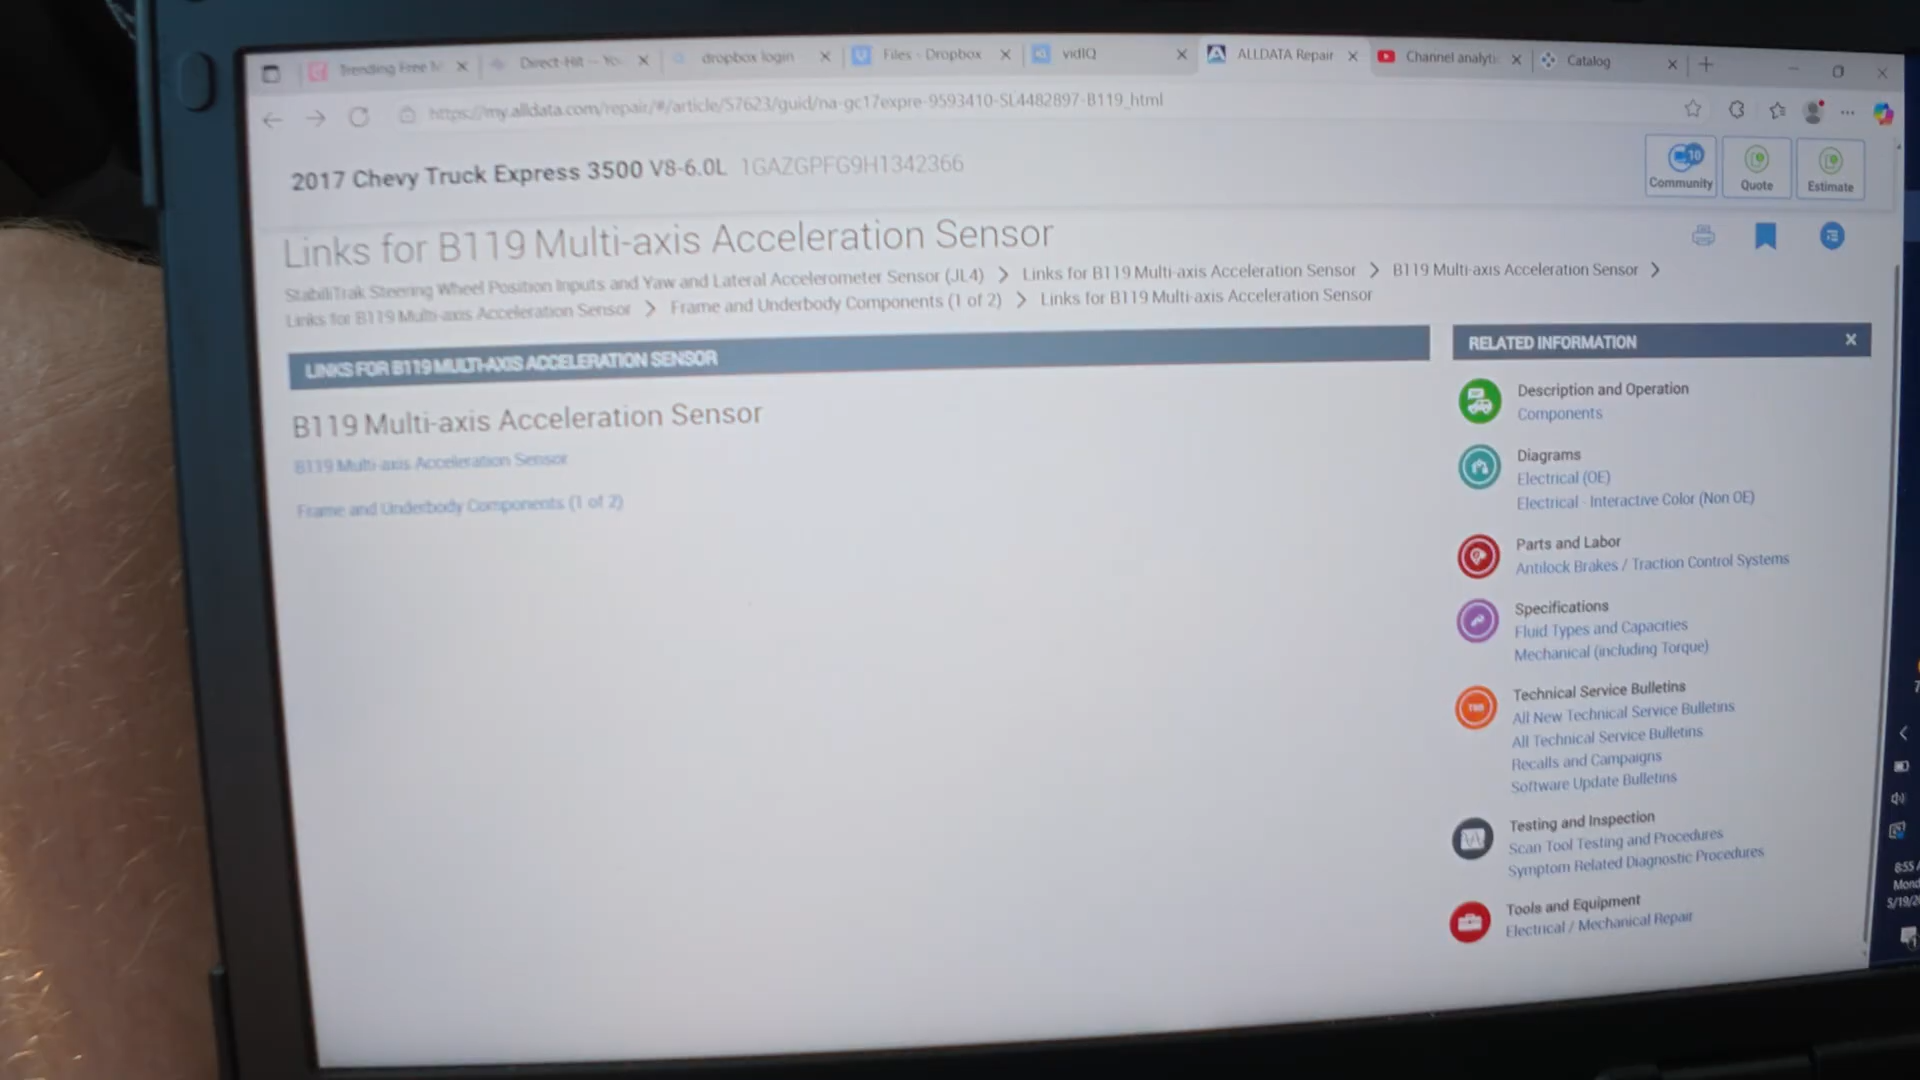 Trending Free M
Direct-Hit -- Yo
dropbox login
Files - Dropbox
vidIQ
ALLDATA Repair
Channel analytic
Catalog
https://my.alldata.com/repair/#/article/57623/guid/na-gc17expre-9593410-SL4482897-B119_html
2017 Chevy Truck Express 3500 V8-6.0L 1GAZGPFG9H1342366
10
Community
Quote
Estimate
Links for B119 Multi-axis Acceleration Sensor
StabiliTrak Steering Wheel Position Inputs and Yaw and Lateral Accelerometer Sensor (JL4) > Links for B119 Multi-axis Acceleration Sensor > B119 Multi-axis Acceleration Sensor >
Links for B119 Multi-axis Acceleration Sensor > Frame and Underbody Components (1 of 2) > Links for B119 Multi-axis Acceleration Sensor
LINKS FOR B119 MULTI-AXIS ACCELERATION SENSOR
B119 Multi-axis Acceleration Sensor
B119 Multi-axis Acceleration Sensor
Frame and Underbody Components (1 of 2)
RELATED INFORMATION
Description and Operation
Components
Diagrams
Electrical (OE)
Electrical - Interactive Color (Non OE)
Parts and Labor
Antilock Brakes / Traction Control Systems
Specifications
Fluid Types and Capacities
Mechanical (including Torque)
TSB
Technical Service Bulletins
All New Technical Service Bulletins
All Technical Service Bulletins
Recalls and Campaigns
Software Update Bulletins
Testing and Inspection
Scan Tool Testing and Procedures
Symptom Related Diagnostic Procedures
Tools and Equipment
Electrical / Mechanical Repair
8:55
Mond
5/19/20